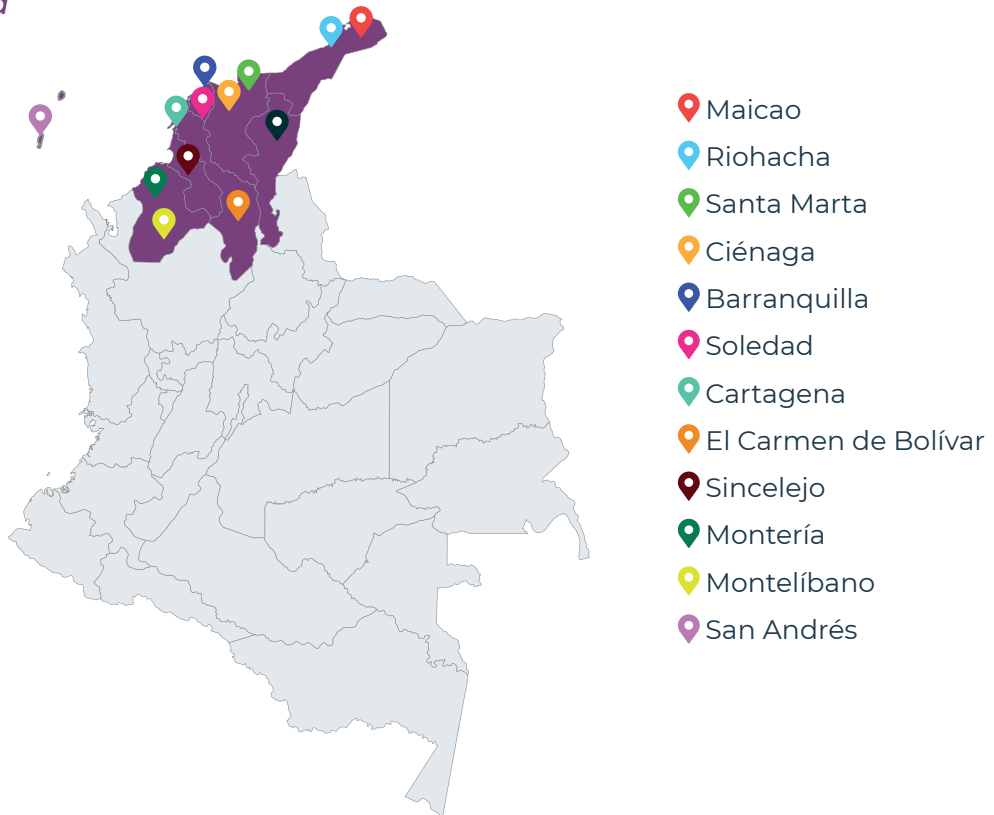 Maicao
Riohacha
Santa Marta
Ciénaga
Barranquilla
Soledad
Cartagena
El Carmen de Bolívar
Sincelejo
Montería
Montelíbano
San Andrés